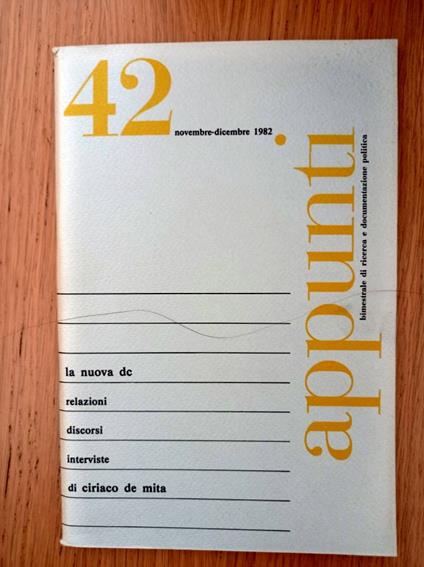 42
novembre-dicembre 1982
appunti
bimestrale di ricerca e documentazione politica
la nuova dc
relazioni
discorsi
interviste
di ciriaco de mita